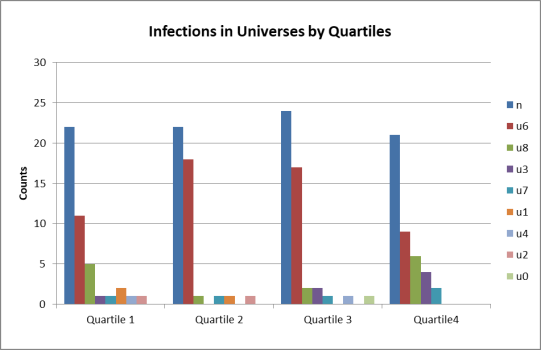 Infections in Universes by Quartiles
30
25
20
15
10
5
0
Counts
Quartile 1
Quartile 2
Quartile 3
Quartile4
n
u6
u8
u3
u7
u1
u4
u2
u0